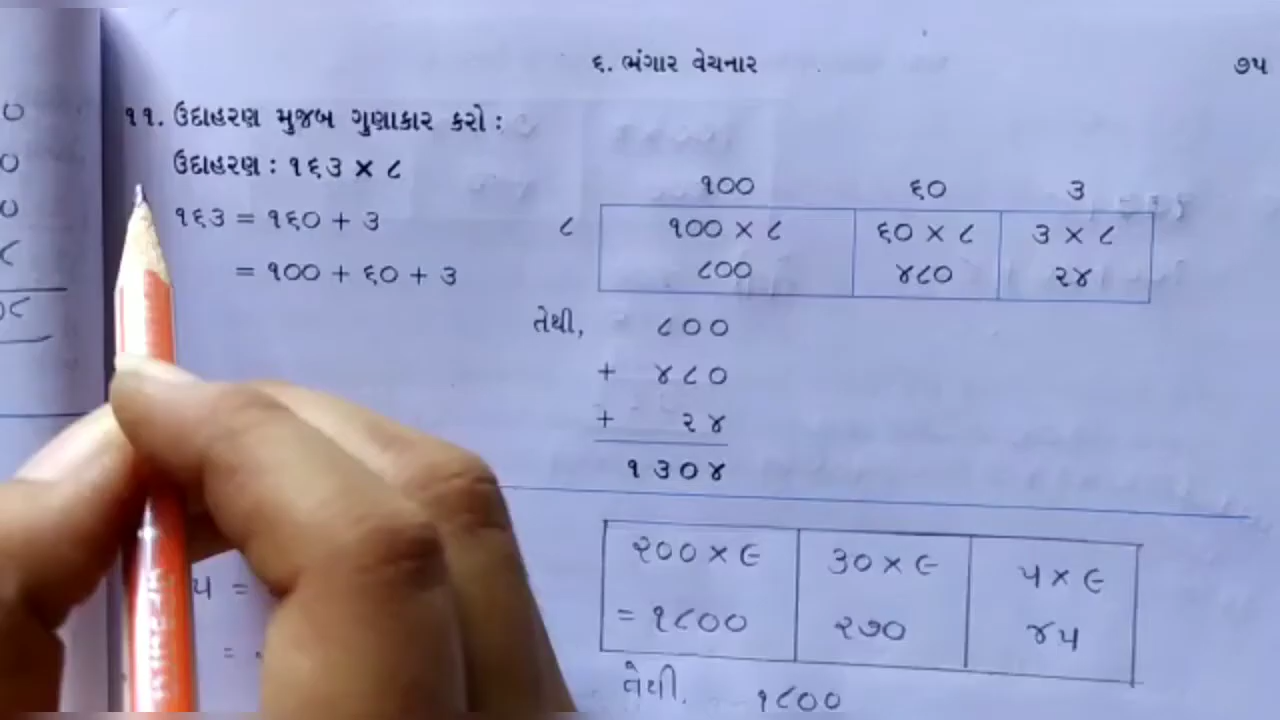 ૬. ભંગાર વેચનાર ૭૫
૧૧. ઉદાહરણ મુજબ ગુણાકાર કરો :
ઉદાહરણ : ૧૬૩ × ૮
૧૬૩ = ૧૬૦ + ૩
= ૧૦૦ + ૬૦ + ૩
૧૦૦ ૬૦ ૩
૮ ૧૦૦ × ૮ ૬૦ × ૮ ૩ × ૮
૮૦૦ ૪૮૦ ૨૪
તેથી, ૮૦૦
+ ૪૮૦
+ ૨૪
૧૩૦૪
૨૦૦ × ૯ ૩૦ × ૯ ૫ × ૯
= ૧૮૦૦ ૨૭૦ ૪૫
તેથી, ૧૮૦૦
૫ =
=